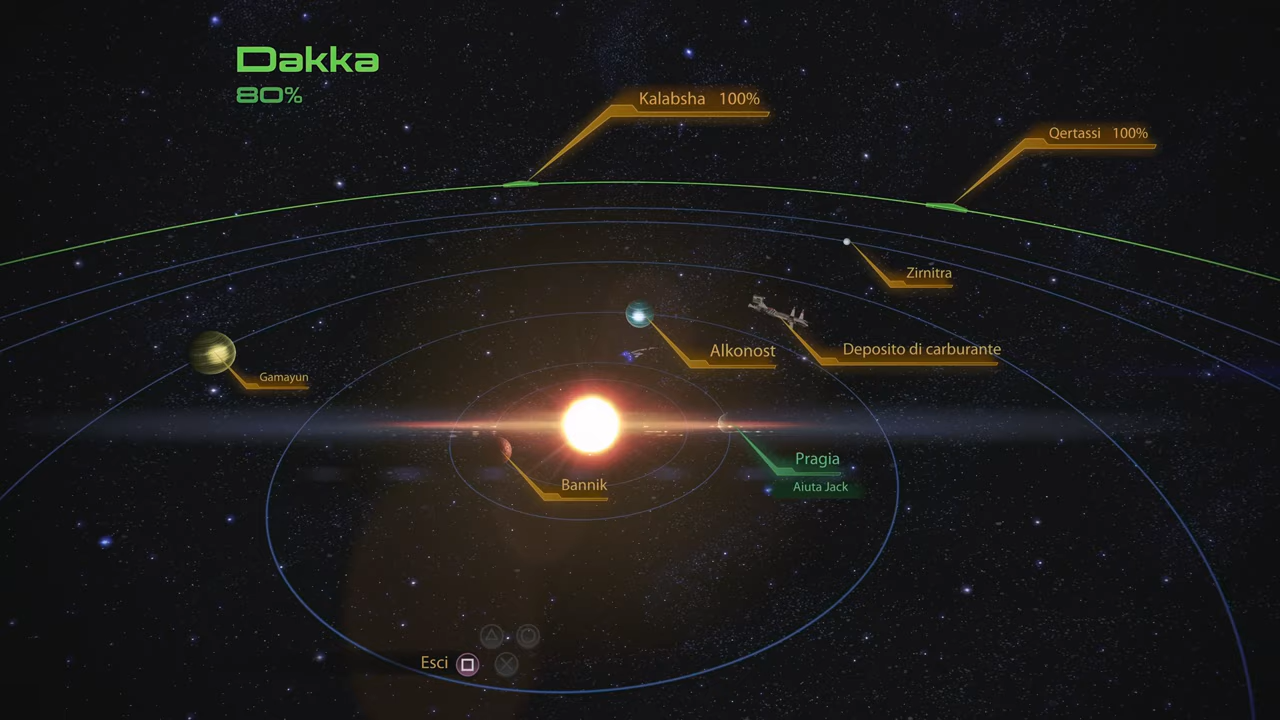 Dakka
80%
Kalabsha 100%
Qertassi 100%
Zirnitra
Alkonost
Deposito di carburante
Gamayun
Pragia
Aiuta Jack
Bannik
Esci